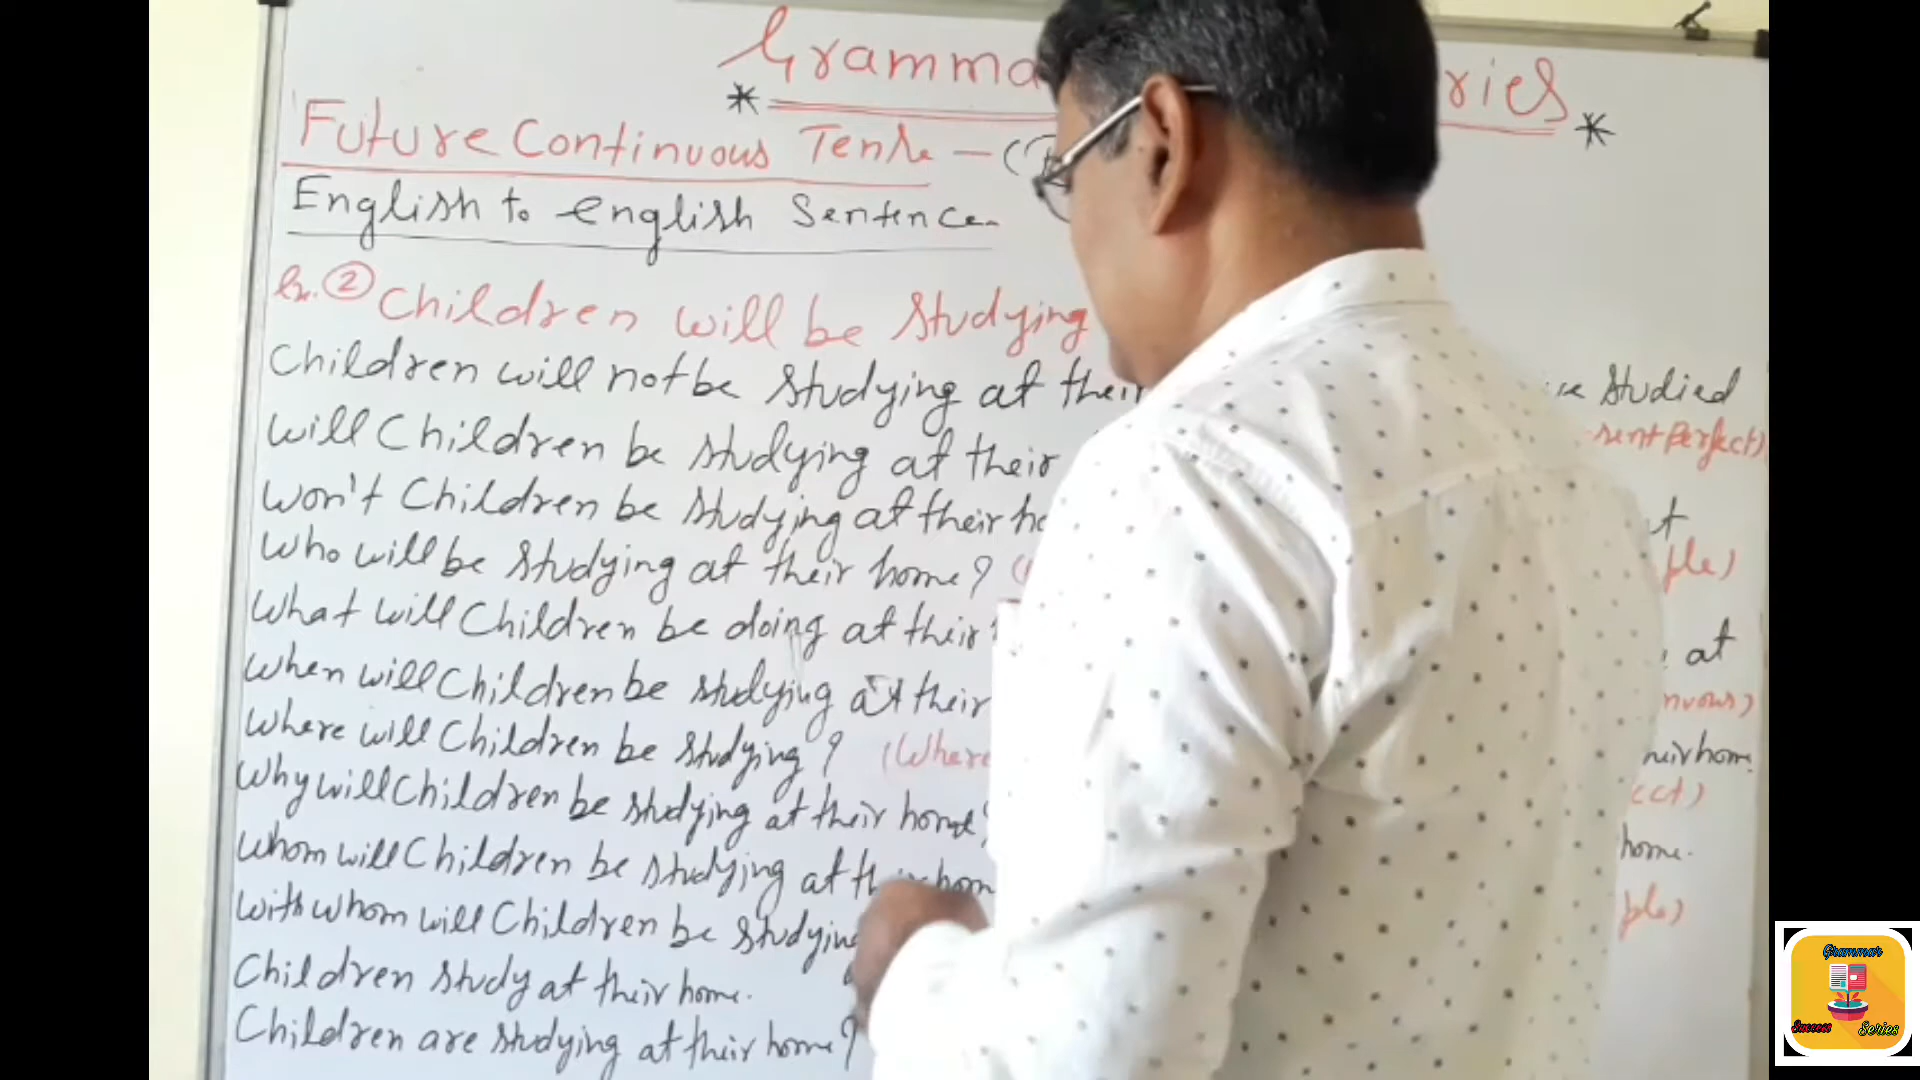 Gramma ries
* *
Future Continuous Tense - (
English to english Sentence.
Ex. 2 Children will be studying
Children will not be studying at their
studied
Will Children be studying at their
sent perfect)
Won't Children be studying at their
Who will be studying at their home? (
ple)
What will Children be doing at their
at
When will Children be studying at their
nuous)
Where will Children be studying? (Where
home.
Why will Children be studying at their home?
ect)
Whom will Children be studying at their hom
home.
With whom will Children be studying
ple)
Children study at their home.
Children are studying at their home?
Grammar
Success Series